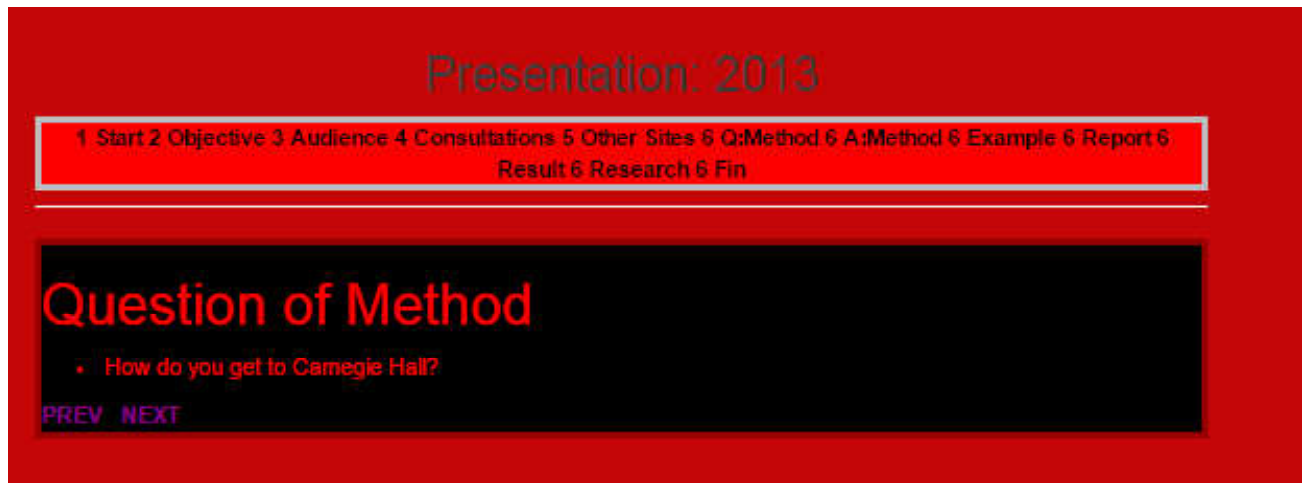 Presentation: 2013
1 Start 2 Objective 3 Audience 4 Consultations 5 Other Sites 6 Q:Method 6 A:Method 6 Example 6 Report 6
Result 6 Research 6 Fin
Question of Method
• How do you get to Carnegie Hall?
PREV NEXT